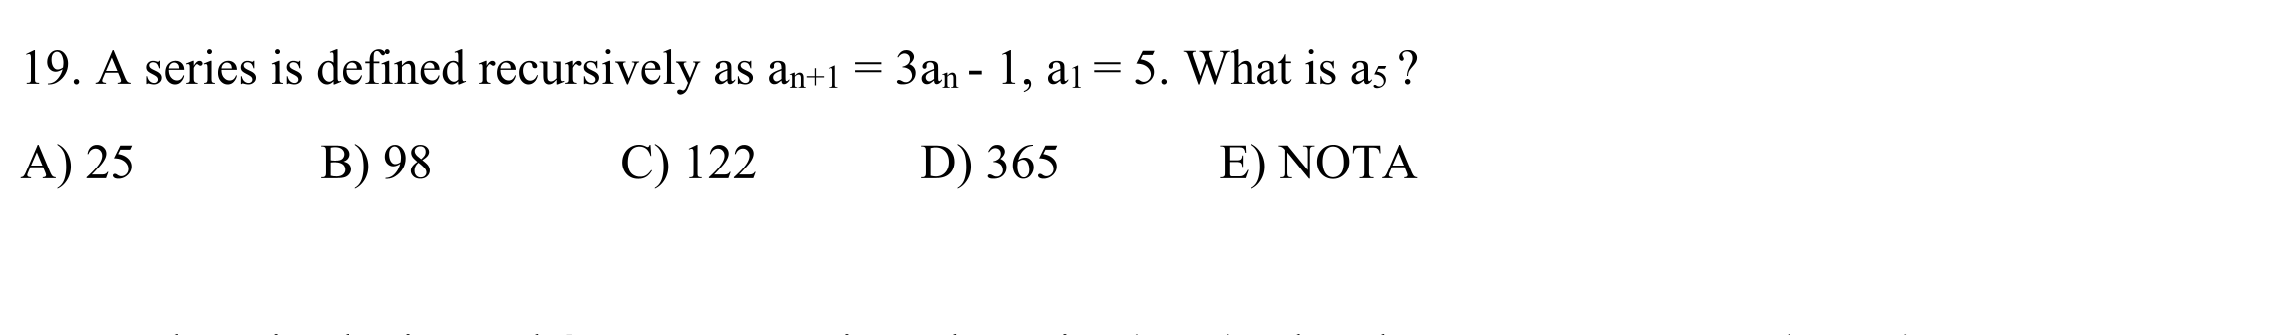 19. A series is defined recursively as aₙ₊₁ = 3aₙ - 1, a₁ = 5. What is a₅ ?
A) 25 B) 98 C) 122 D) 365 E) NOTA